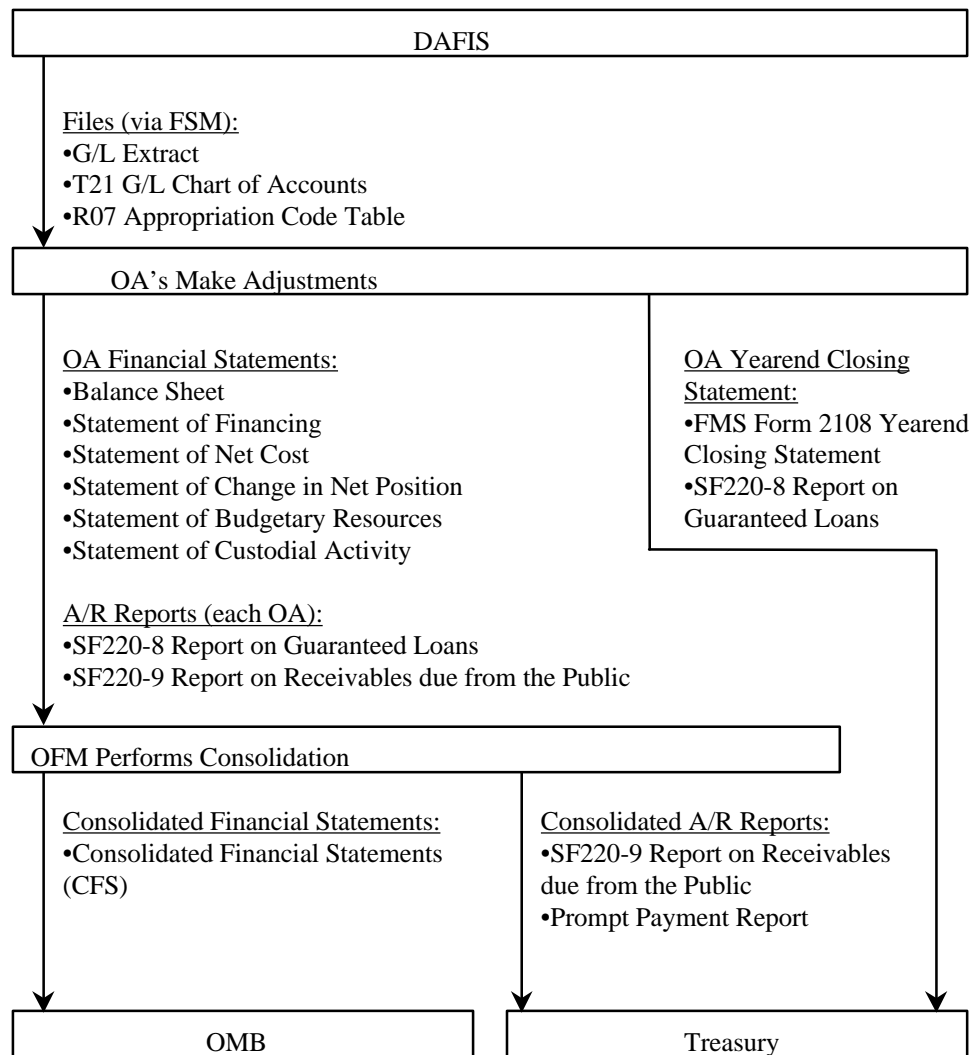 DAFIS
Files (via FSM):
•G/L Extract
•T21 G/L Chart of Accounts
•R07 Appropriation Code Table
OA's Make Adjustments
OA Financial Statements:
•Balance Sheet
•Statement of Financing
•Statement of Net Cost
•Statement of Change in Net Position
•Statement of Budgetary Resources
•Statement of Custodial Activity
A/R Reports (each OA):
•SF220-8 Report on Guaranteed Loans
•SF220-9 Report on Receivables due from the Public
OA Yearend Closing
Statement:
•FMS Form 2108 Yearend
Closing Statement
•SF220-8 Report on
Guaranteed Loans
OFM Performs Consolidation
Consolidated Financial Statements:
•Consolidated Financial Statements
(CFS)
Consolidated A/R Reports:
•SF220-9 Report on Receivables
due from the Public
•Prompt Payment Report
OMB
Treasury